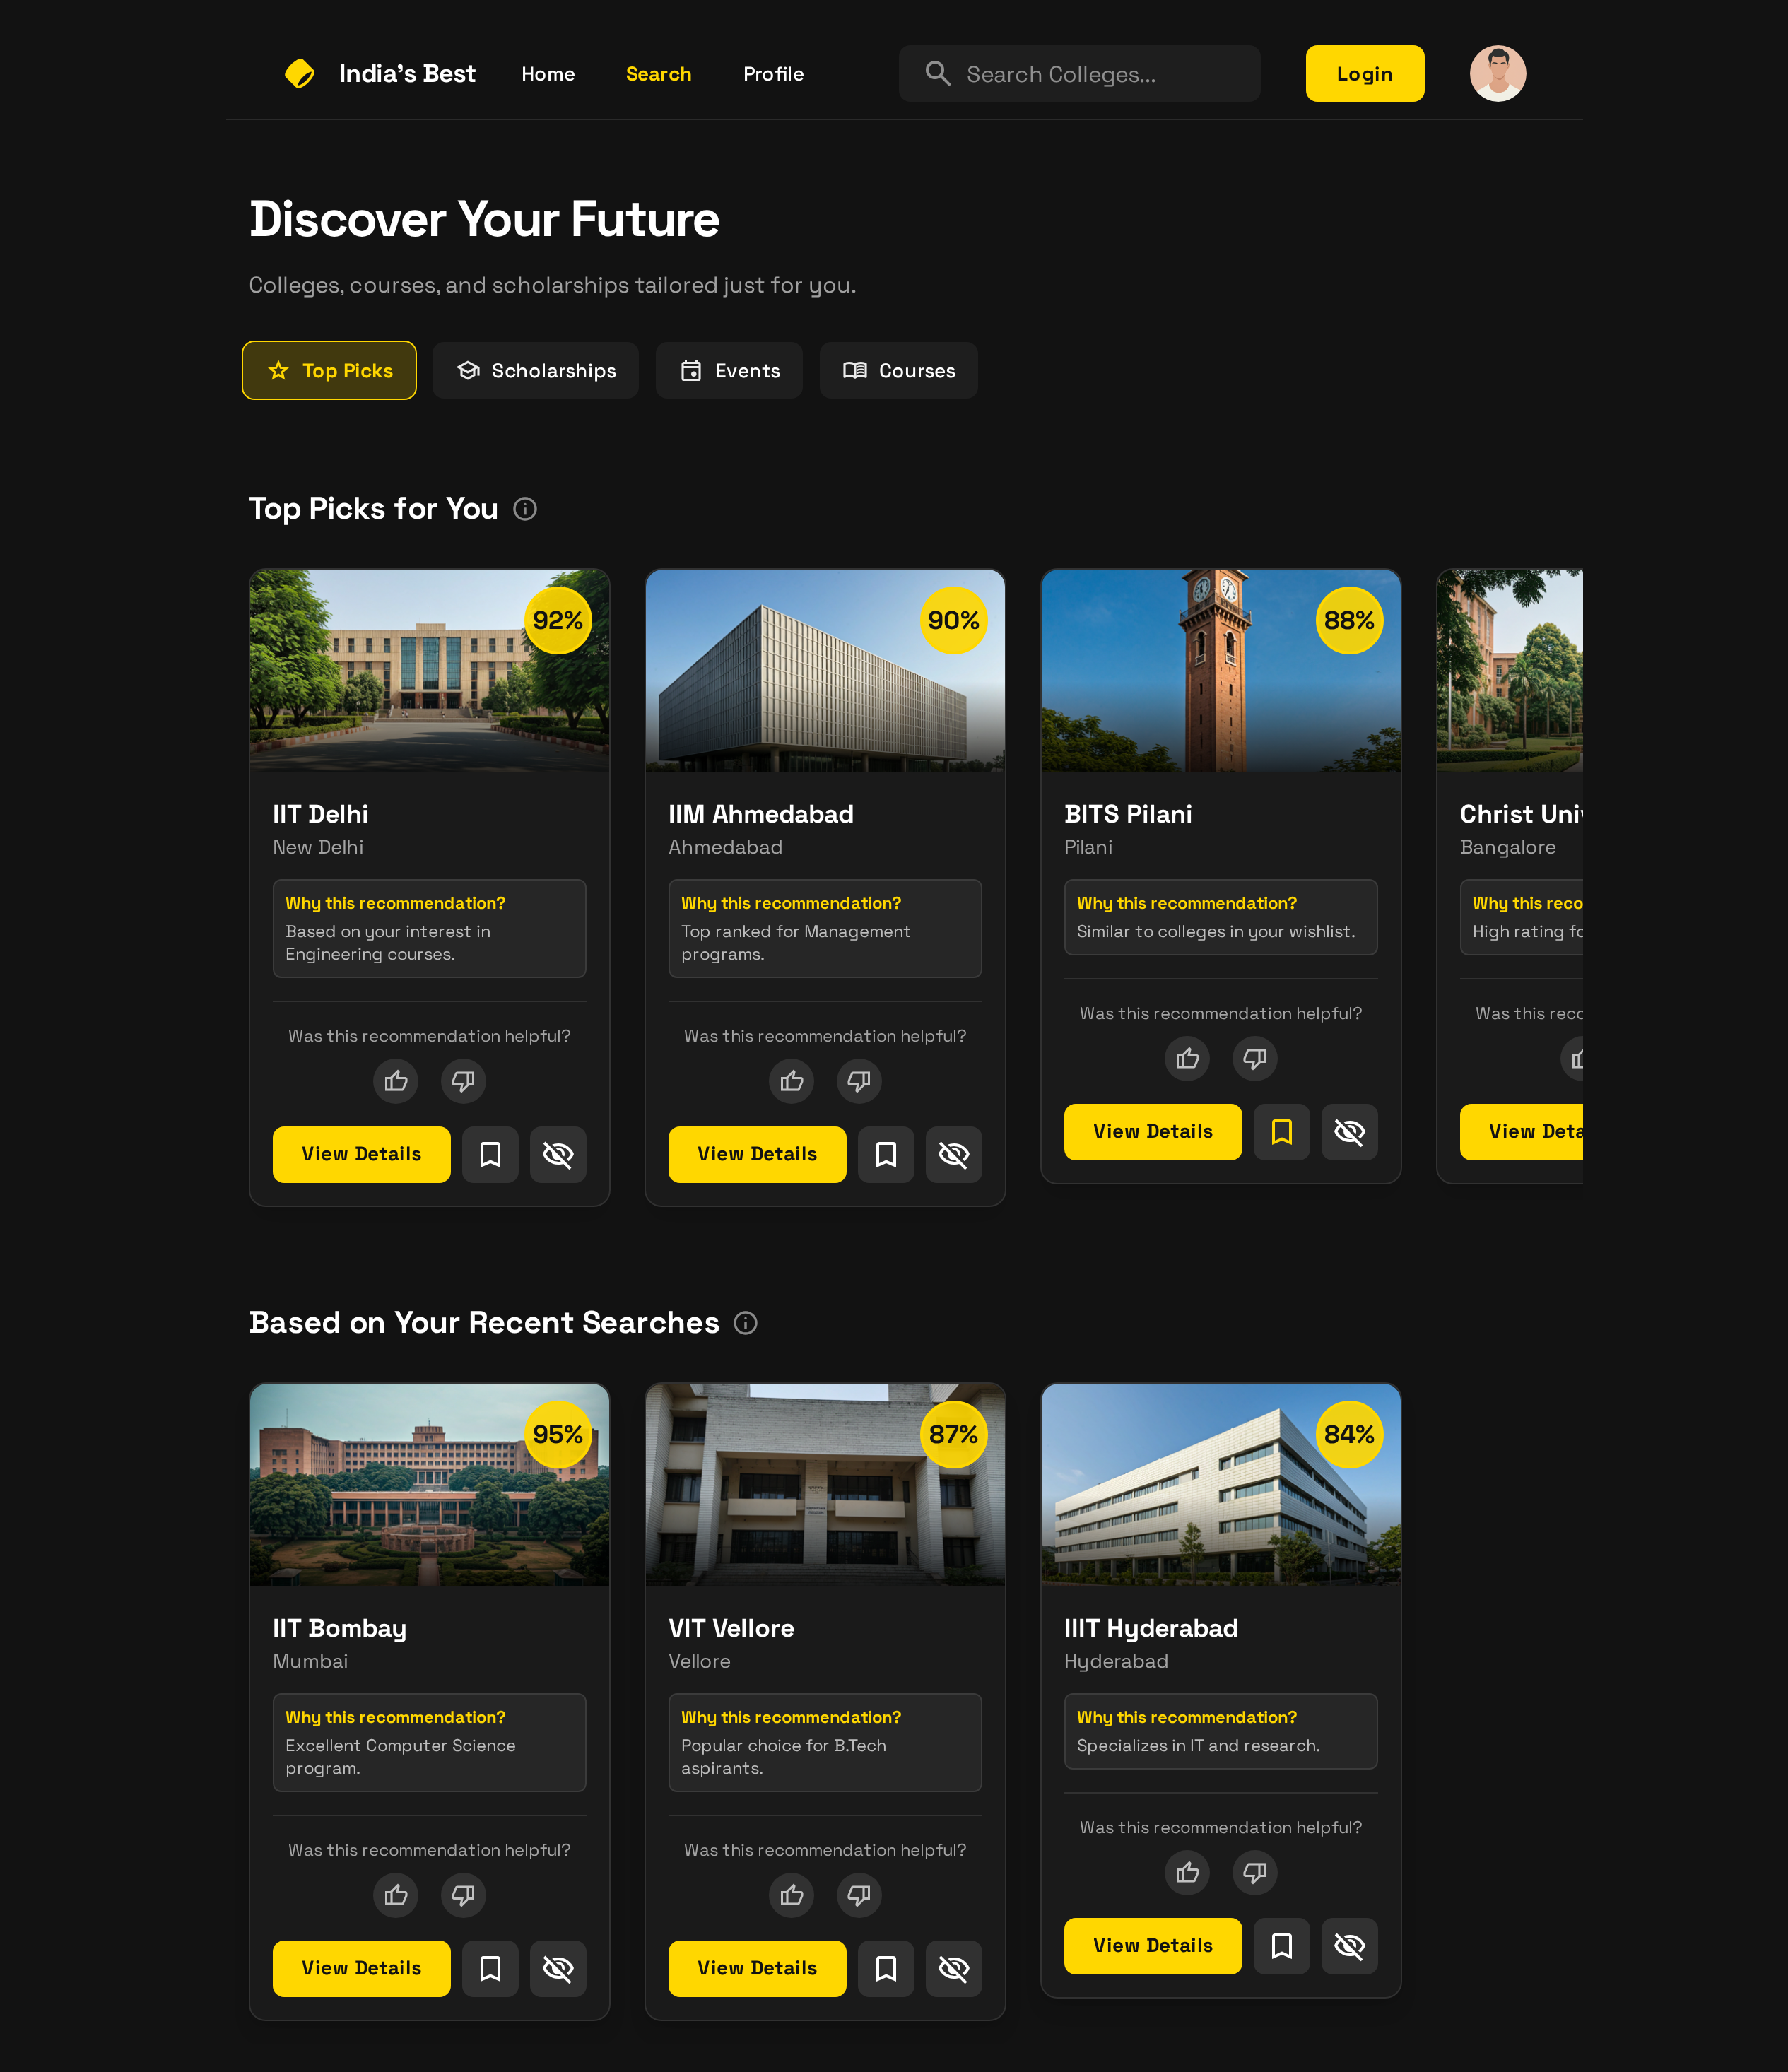 India's Best
Home
Search
Profile
Search Colleges...
Login
Discover Your Future
Colleges, courses, and scholarships tailored just for you.
Top Picks
Scholarships
Events
Courses
Top Picks for You
92%
IIT Delhi
New Delhi
Why this recommendation?
Based on your interest in
Engineering courses.
Was this recommendation helpful?
View Details
90%
IIM Ahmedabad
Ahmedabad
Why this recommendation?
Top ranked for Management
programs.
Was this recommendation helpful?
View Details
88%
BITS Pilani
Pilani
Why this recommendation?
Similar to colleges in your wishlist.
Was this recommendation helpful?
View Details
Christ
Bangalore
Why this
High rating
Was this
View
Based on Your Recent Searches
95%
IIT Bombay
Mumbai
Why this recommendation?
Excellent Computer Science
program.
Was this recommendation helpful?
View Details
87%
VIT Vellore
Vellore
Why this recommendation?
Popular choice for B.Tech
aspirants.
Was this recommendation helpful?
View Details
84%
IIIT Hyderabad
Hyderabad
Why this recommendation?
Specializes in IT and research.
Was this recommendation helpful?
View Details